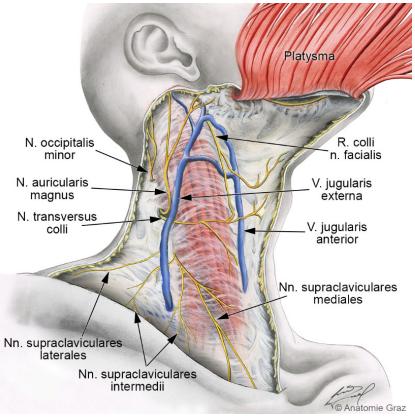 Platysma
N. occipitalis
minor
R. colli
n. facialis
N. auricularis
magnus
V. jugularis
externa
N. transversus
colli
V. jugularis
anterior
Nn. supraclaviculares
mediales
Nn. supraclaviculares
laterales
Nn. supraclaviculares
intermedii
© Anatomie Graz